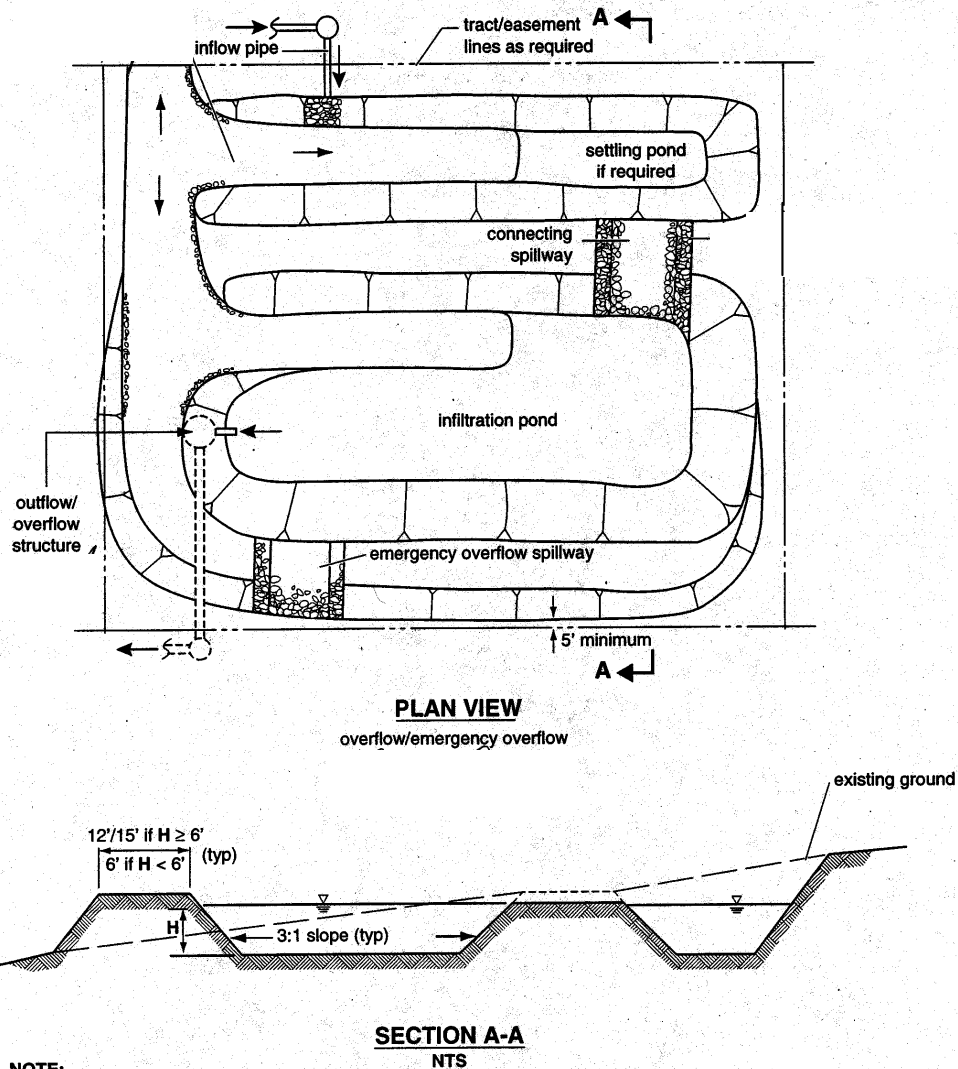 A
tract/easement
lines as required
inflow pipe
settling pond
if required
connecting
spillway
infiltration pond
outflow/
overflow
structure
emergency overflow spillway
5' minimum
A
PLAN VIEW
overflow/emergency overflow
existing ground
12'/15' if H ≥ 6'
(typ)
6' if H < 6'
H
3:1 slope (typ)
SECTION A-A
NTS
NOTE: